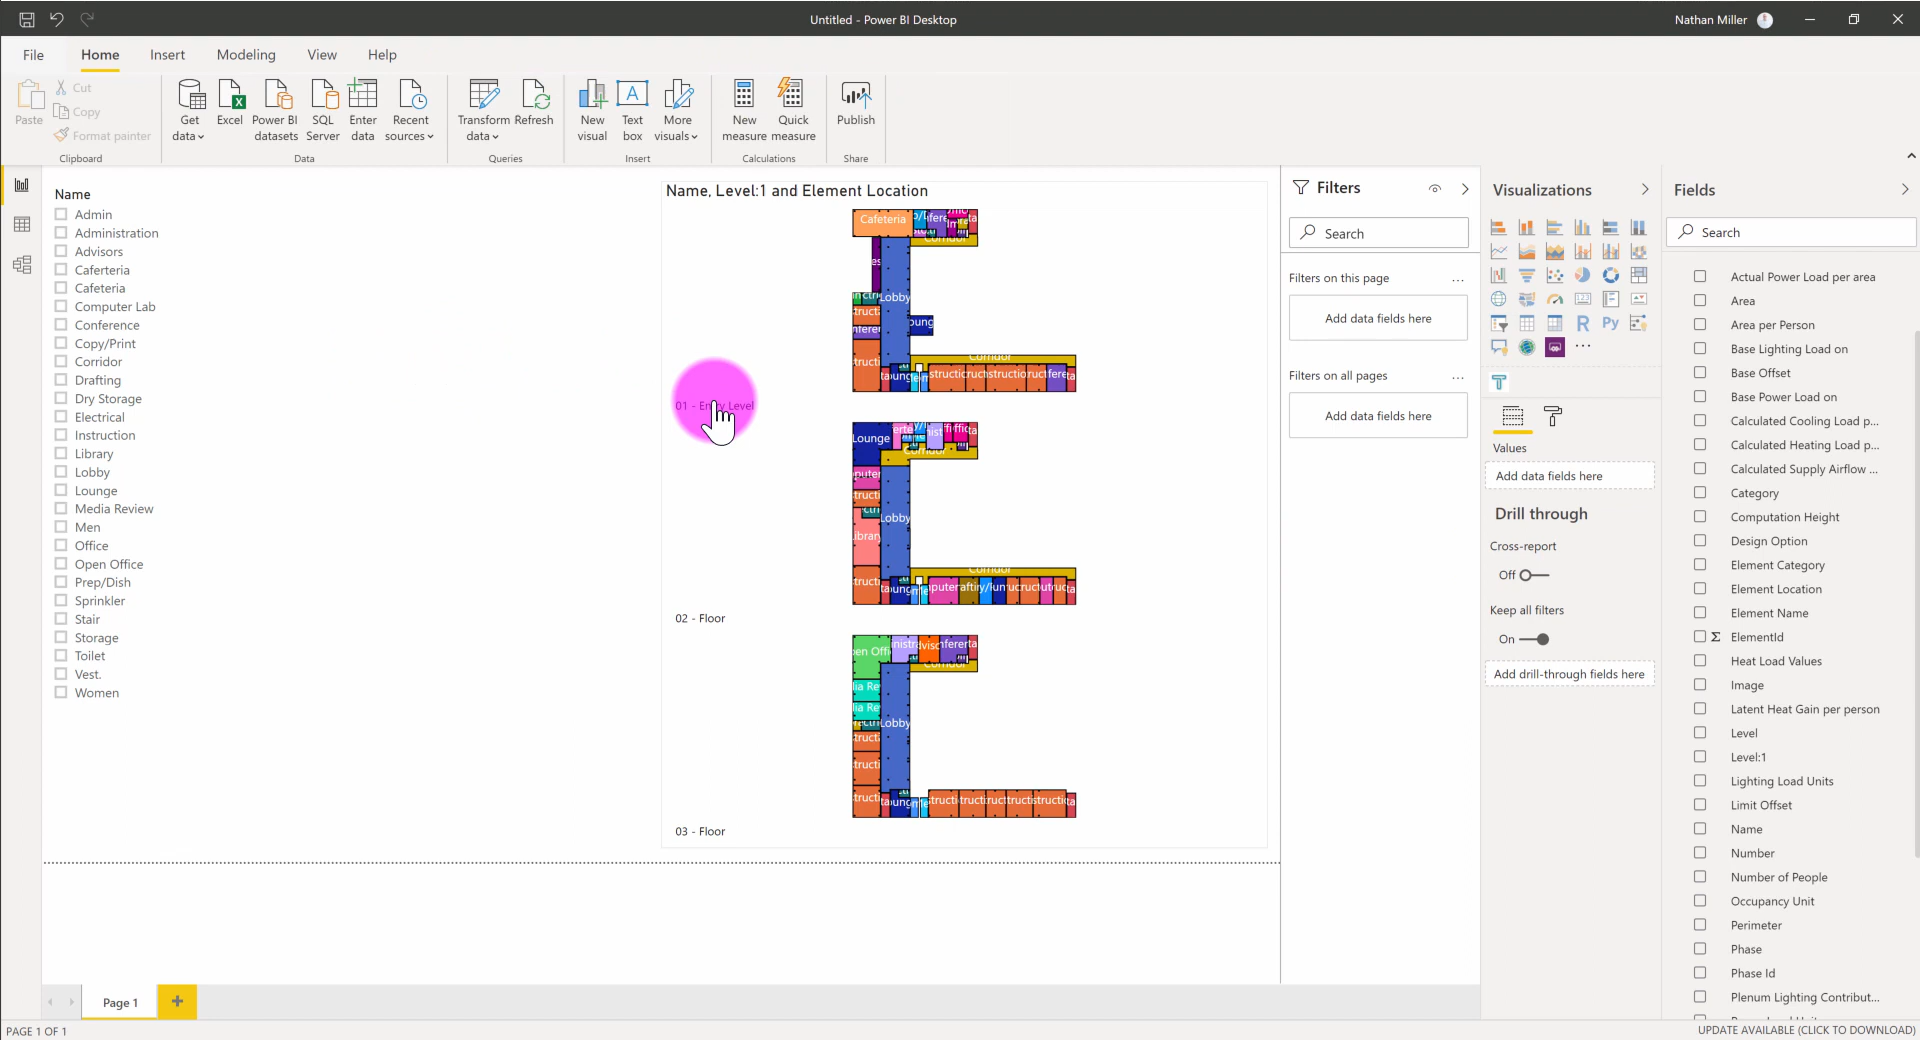 Untitled - Power BI Desktop
Nathan Miller
File Home Insert Modeling View Help
Paste
Cut
Copy
Format painter
Get data
Excel
Power BI datasets
SQL Server
Enter data
Recent sources
Transform data
Refresh
New visual
Text box
More visuals
New measure
Quick measure
Publish
Clipboard
Data
Queries
Insert
Calculations
Share
Name
Admin
Administration
Advisors
Caferteria
Cafeteria
Computer Lab
Conference
Copy/Print
Corridor
Drafting
Dry Storage
Electrical
Instruction
Library
Lobby
Lounge
Media Review
Men
Office
Open Office
Prep/Dish
Sprinkler
Stair
Storage
Toilet
Vest.
Women
Name, Level:1 and Element Location
Cafeteria
Corridor
Lobby
Corridor
01 - Entry Level
Lounge
Corridor
Lobby
Corridor
02 - Floor
Corridor
Lobby
03 - Floor
Filters
Search
Filters on this page
...
Add data fields here
Filters on all pages
...
Add data fields here
Visualizations
R
Py
...
Values
Add data fields here
Drill through
Cross-report
Off
Keep all filters
On
Add drill-through fields here
Fields
Search
Actual Power Load per area
Area
Area per Person
Base Lighting Load on
Base Offset
Base Power Load on
Calculated Cooling Load p...
Calculated Heating Load p...
Calculated Supply Airflow ...
Category
Computation Height
Design Option
Element Category
Element Location
Element Name
Σ ElementId
Heat Load Values
Image
Latent Heat Gain per person
Level
Level:1
Lighting Load Units
Limit Offset
Name
Number
Number of People
Occupancy Unit
Perimeter
Phase
Phase Id
Plenum Lighting Contribut...
Page 1
PAGE 1 OF 1
UPDATE AVAILABLE (CLICK TO DOWNLOAD)